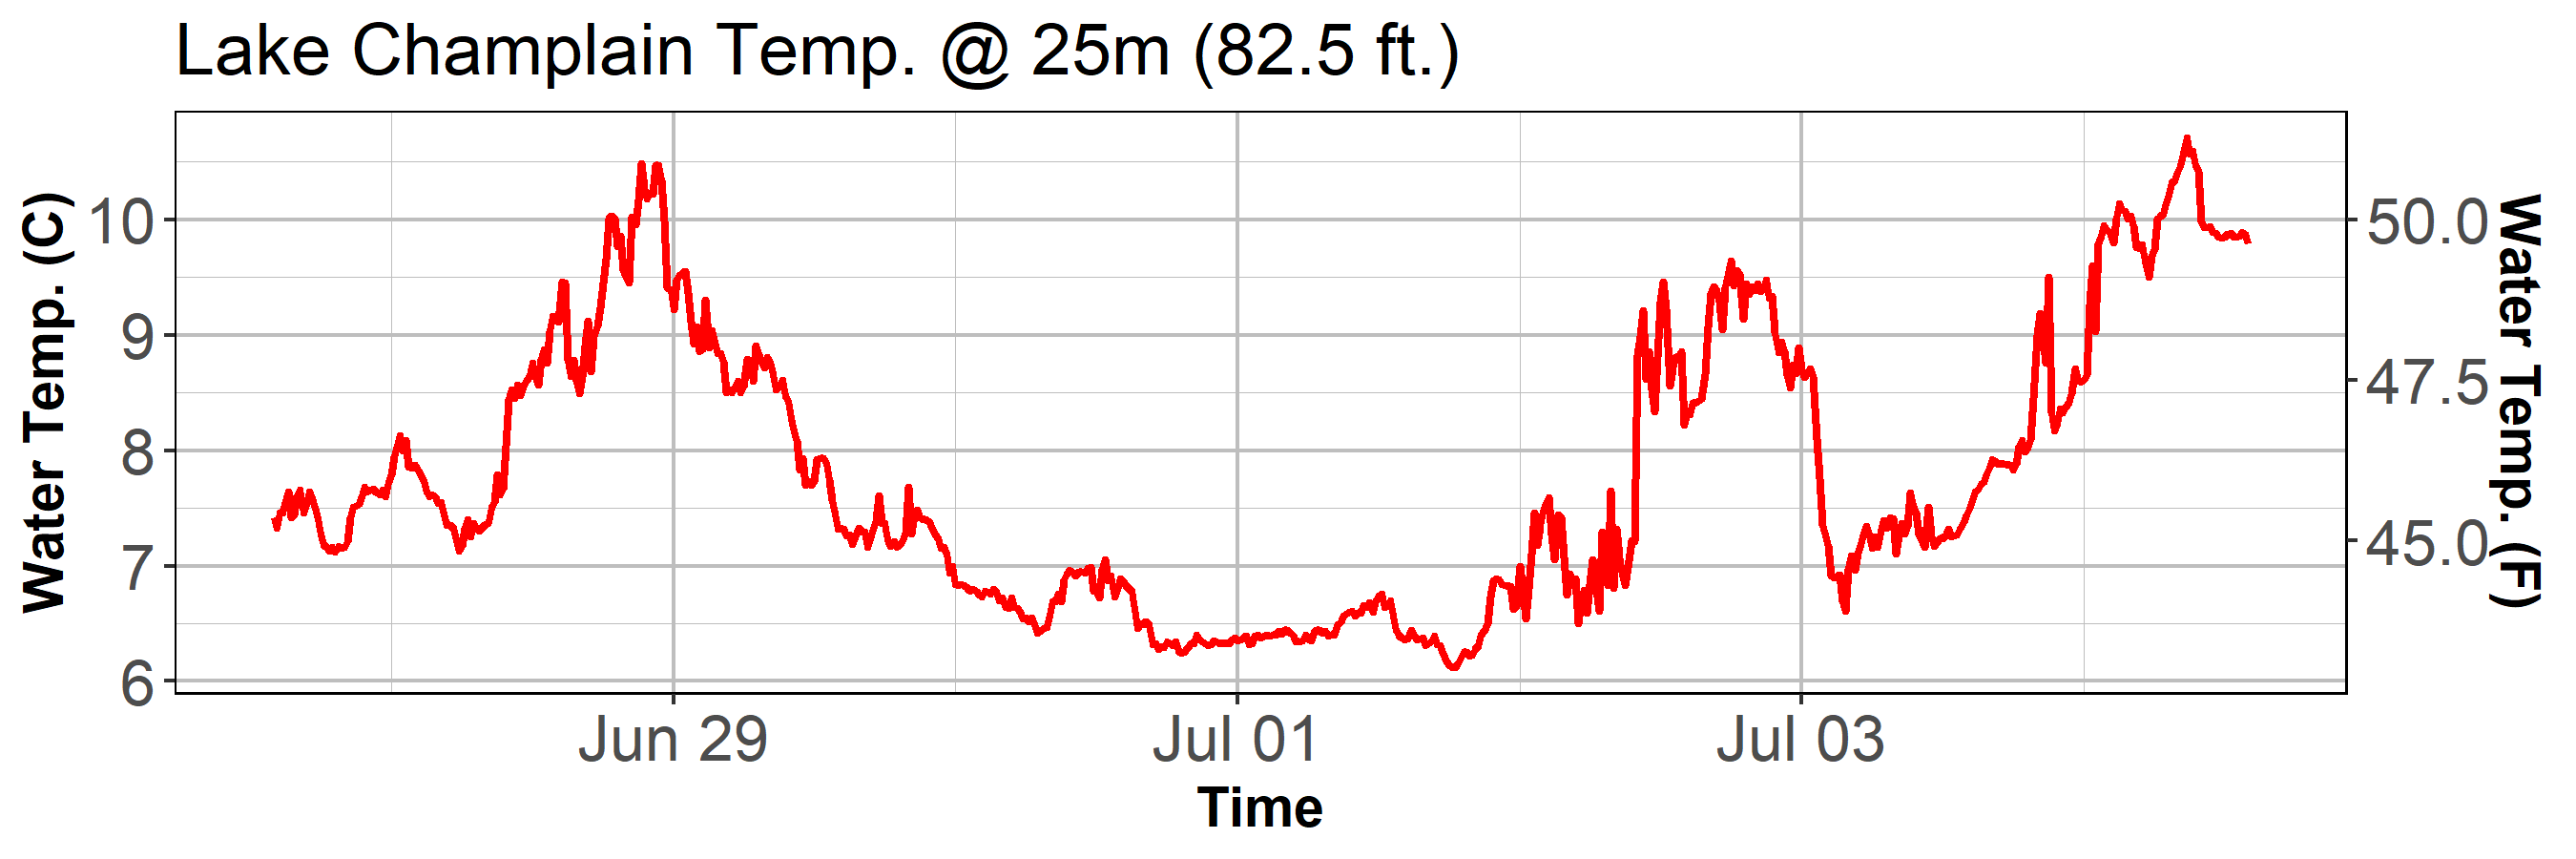 Lake Champlain Temp. @ 25m (82.5 ft.)
Water Temp. (C)
10
9
8
7
6
50.0
47.5
45.0
Water Temp. (F)
Jun 29
Jul 01
Jul 03
Time